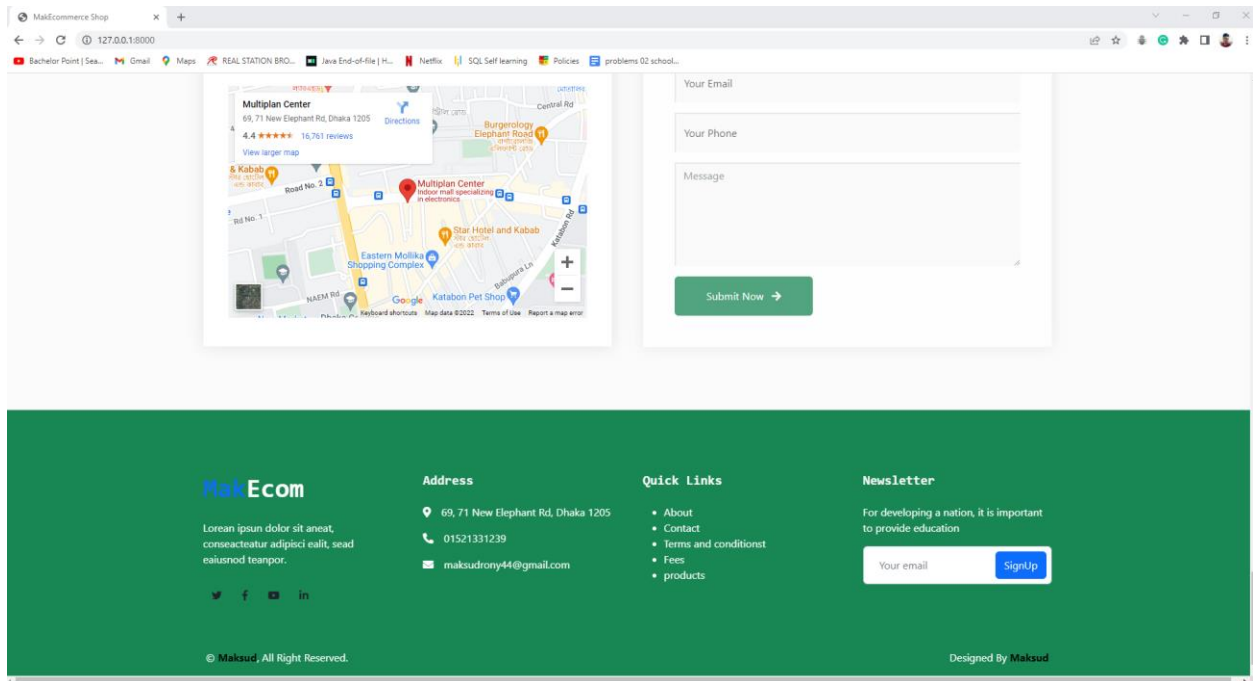 MakEcommerce Shop
127.0.0.1:8000
Bachelor Point | Sea... Gmail Maps REAL STATION BRO... Java End-of-file | H... Netflix SQL Self learning Policies problems 02 school...
Multiplan Center
69, 71 New Elephant Rd, Dhaka 1205
4.4 16,761 reviews
View larger map
Directions
Central Rd
Burgerology
Elephant Road
& Kabab
Road No. 2
Multiplan Center
Indoor mall specializing
in electronics
Rd No. 1
Star Hotel and Kabab
Katabon Rd
Eastern Mollika
Shopping Complex
Babupura Ln
NAEM Rd
Google
Katabon Pet Shop
Keyboard shortcuts Map data ©2022 Terms of Use Report a map error
Your Email
Your Phone
Message
Submit Now
MakEcom
Lorean ipsun dolor sit aneat,
conseacteatur adipisci ealit, sead
eaiusnod teanpor.
Address
69, 71 New Elephant Rd, Dhaka 1205
01521331239
maksudrony44@gmail.com
Quick Links
About
Contact
Terms and conditionst
Fees
products
Newsletter
For developing a nation, it is important
to provide education
Your email SignUp
© Maksud, All Right Reserved.
Designed By Maksud